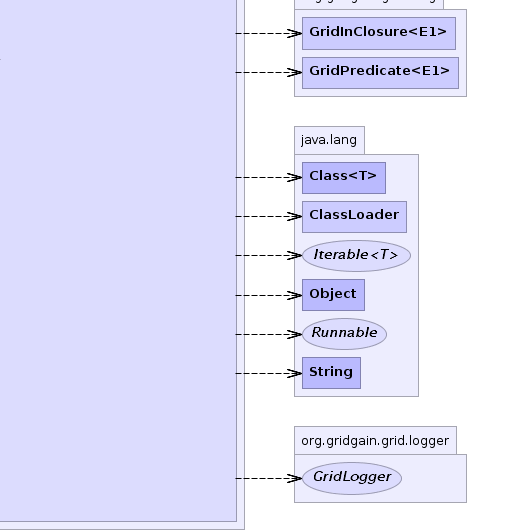 GridInClosure<E1>
GridPredicate<E1>
java.lang
Class<T>
ClassLoader
Iterable<T>
Object
Runnable
String
org.gridgain.grid.logger
GridLogger